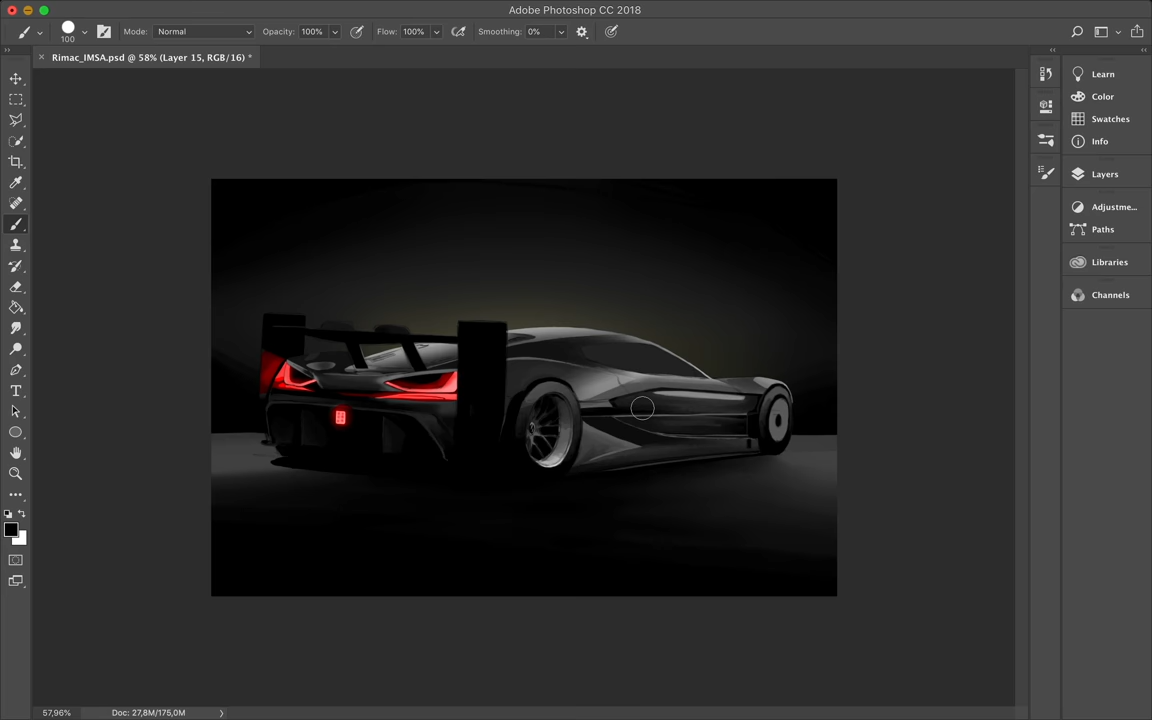 Adobe Photoshop CC 2018
100
Mode: Normal Opacity: 100% Flow: 100% Smoothing: 0%
Rimac_IMSA.psd @ 58% (Layer 15, RGB/16) *
Learn
Color
Swatches
Info
Layers
Adjustme...
Paths
Libraries
Channels
57,96% Doc: 27,8M/175,0M